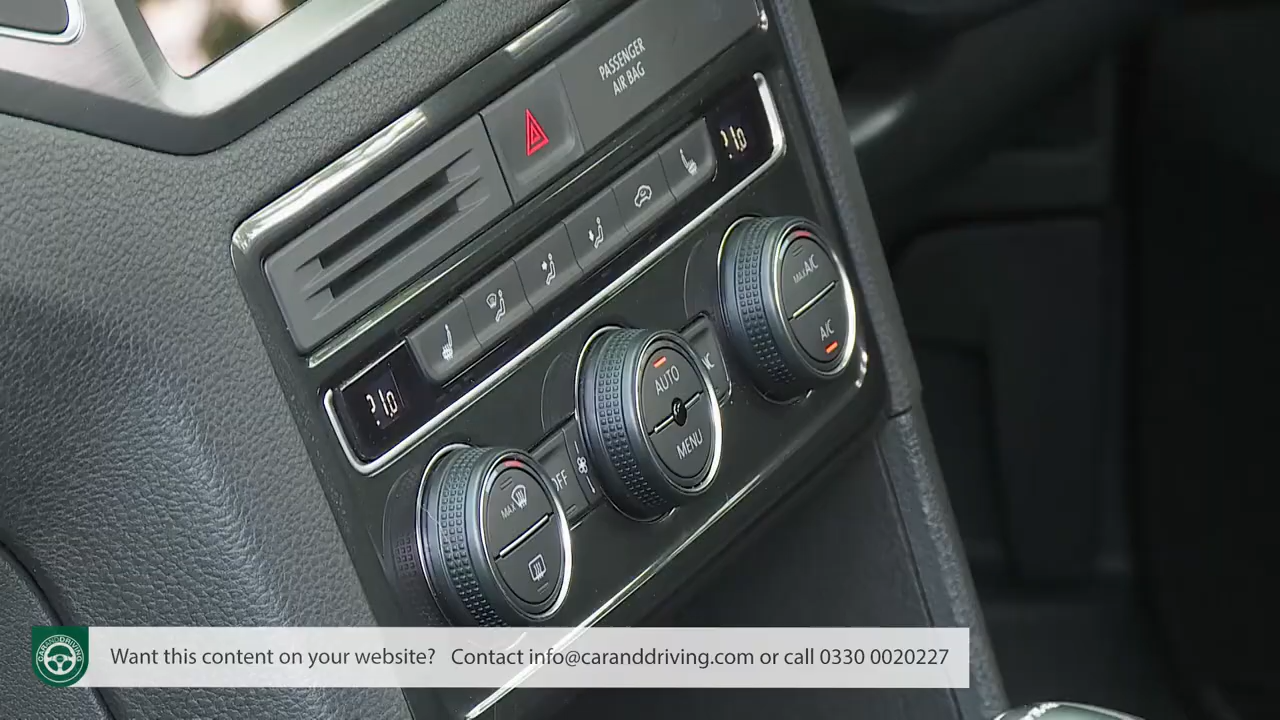 PASSENGER
AIR BAG
MAX A/C
A/C
AUTO
MENU
MAX
CARANDDRIVING
Want this content on your website? Contact info@caranddriving.com or call 0330 0020227